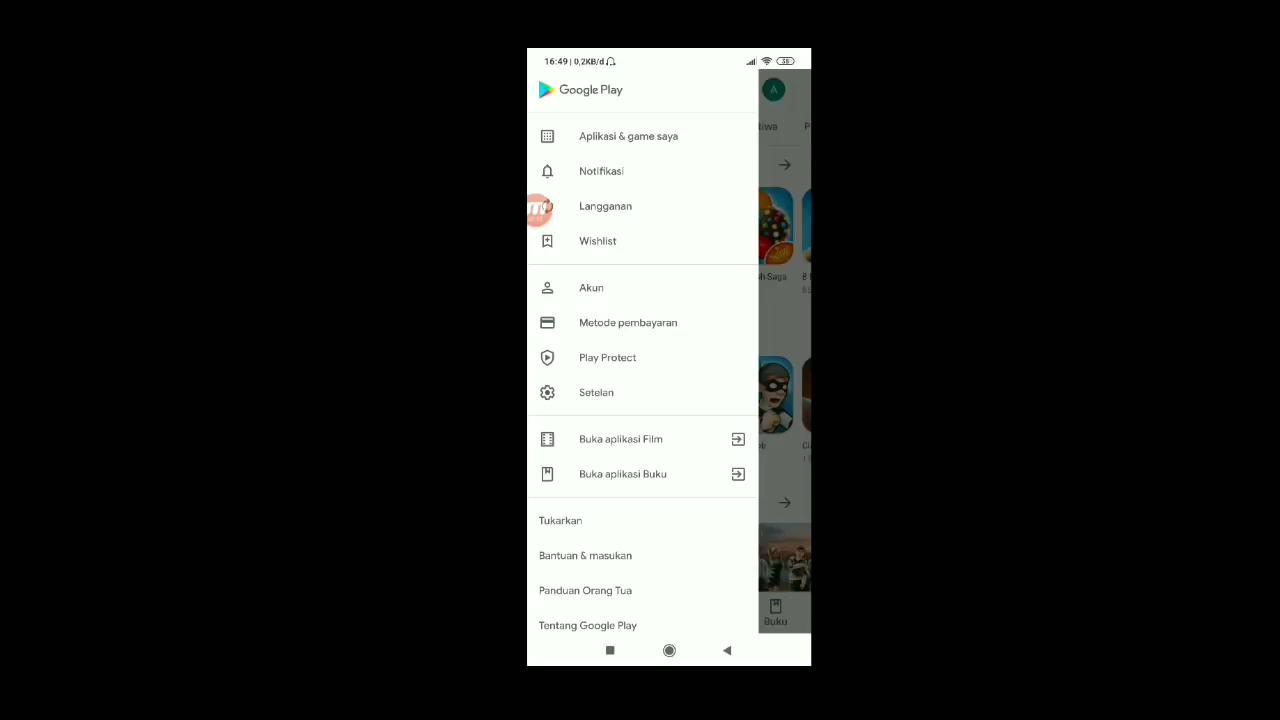 16:49 | 0,2KB/d
Google Play
A
Aplikasi & game saya
Notifikasi
Langganan
Wishlist
Akun
Metode pembayaran
Play Protect
Setelan
Buka aplikasi Film
Buka aplikasi Buku
Tukarkan
Bantuan & masukan
Panduan Orang Tua
Tentang Google Play
Saga
Buku